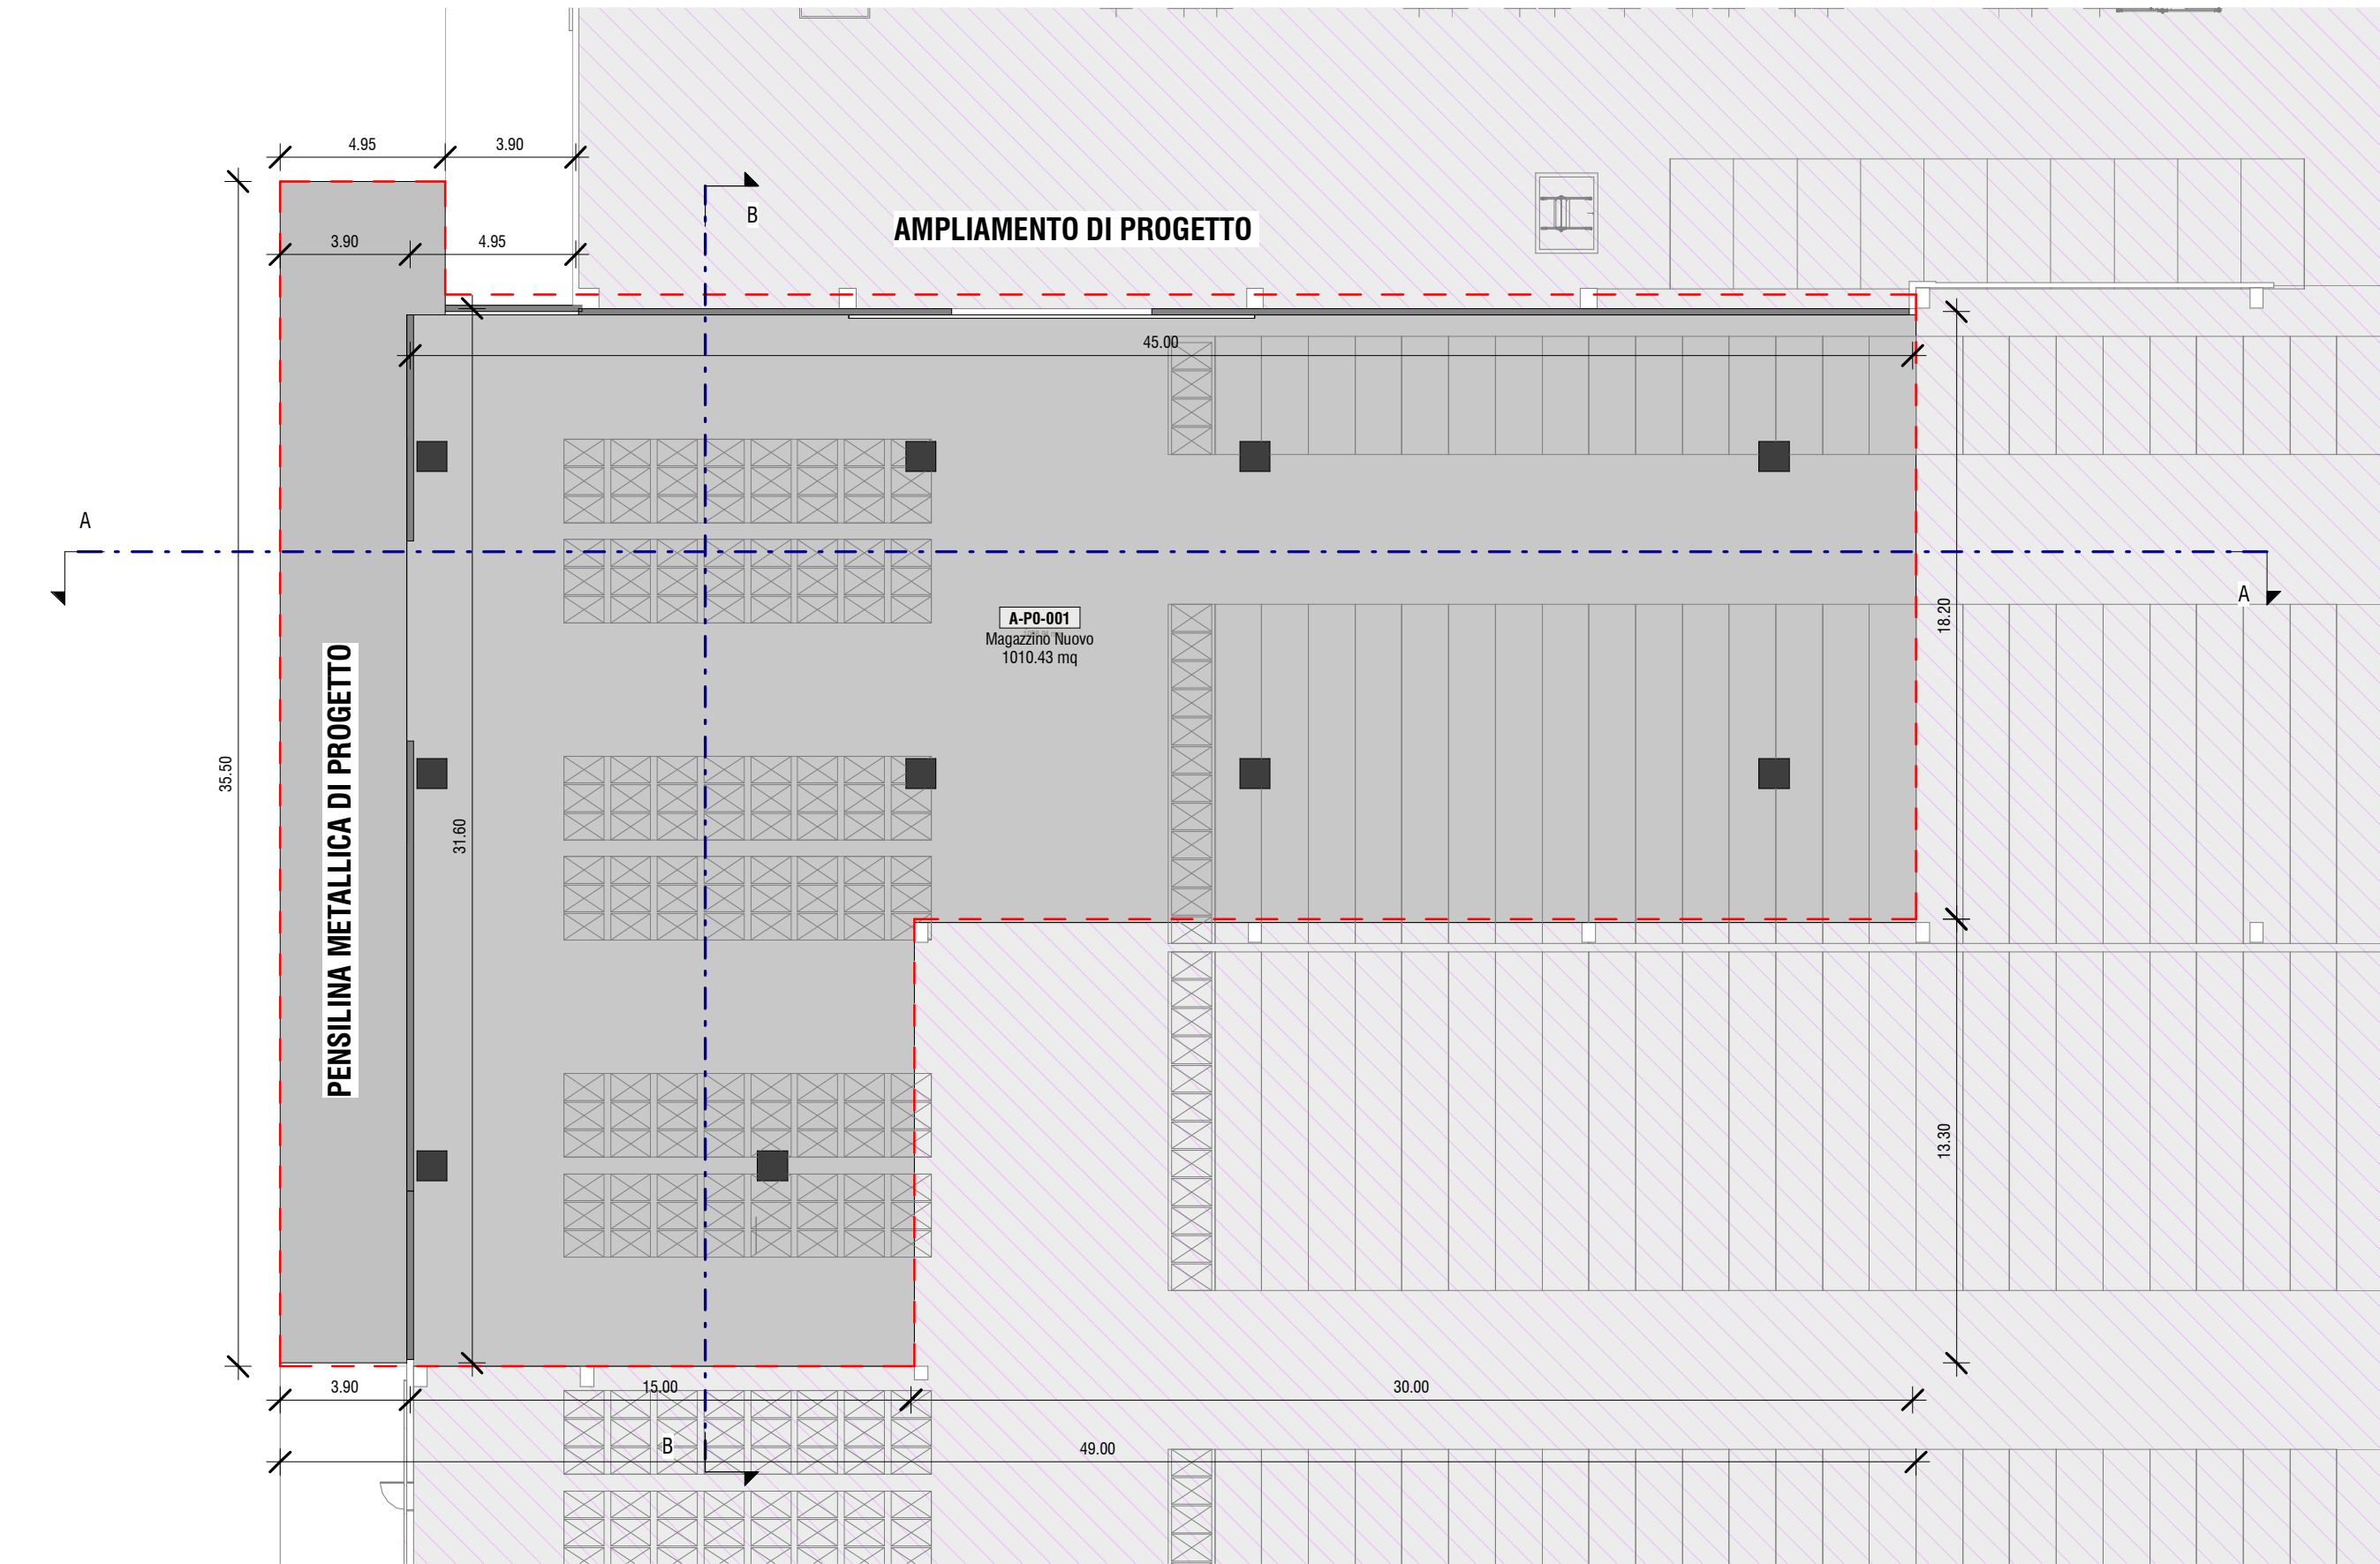 4.95
3.90
B
AMPLIAMENTO DI PROGETTO
3.90
4.95
45.00
A
A-P0-001
Magazzino Nuovo
1010.43 mq
A
18.20
PENSILINA METALLICA DI PROGETTO
35.50
31.60
13.30
3.90
15.00
30.00
B
49.00